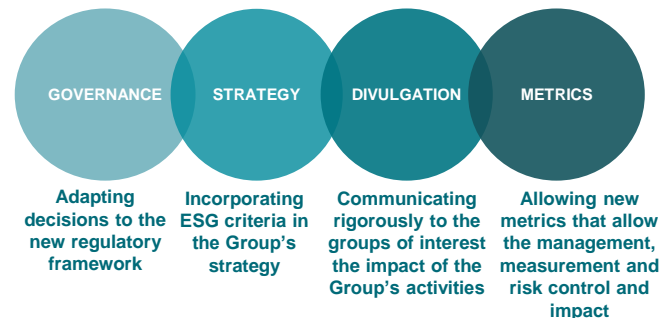 GOVERNANCE
STRATEGY
DIVULGATION
METRICS
Adapting
decisions to the
new regulatory
framework
Incorporating
ESG criteria in
the Group's
strategy
Communicating
rigorously to the
groups of interest
the impact of the
Group's activities
Allowing new
metrics that allow
the management,
measurement and
risk control and
impact